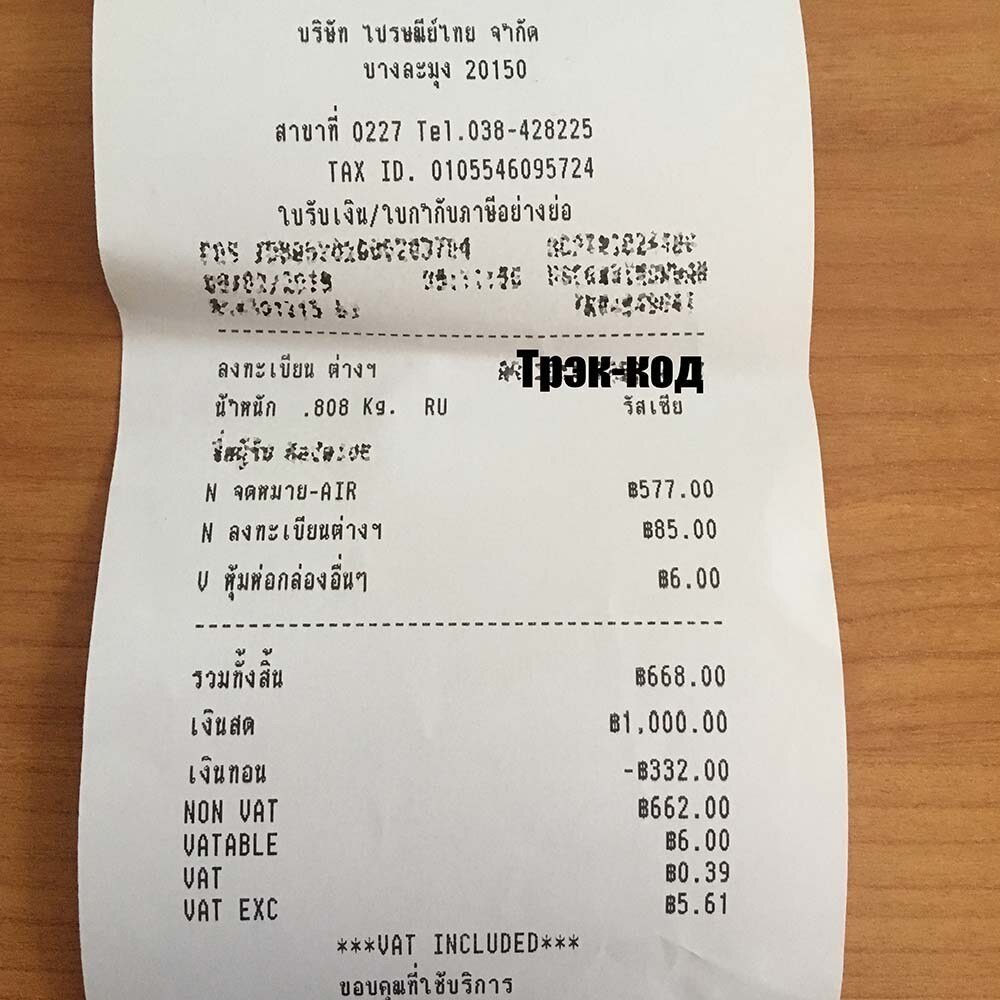 บริษัท ไปรษณีย์ไทย จำกัด
บางละมุง 20150
สาขาที่ 0227 Tel.038-428225
TAX ID. 0105546095724
ใบรับเงิน/ใบกำกับภาษีอย่างย่อ
ลงทะเบียน ต่างฯ Трэк-код
น้ำหนัก .808 Kg. RU รัสเซีย
ชื่อผู้รับ
N จดหมาย-AIR ฿577.00
N ลงทะเบียนต่างฯ ฿85.00
V หุ้มห่อกล่องอื่นๆ ฿6.00
รวมทั้งสิ้น ฿668.00
เงินสด ฿1,000.00
เงินทอน -฿332.00
NON VAT ฿662.00
VATABLE ฿6.00
VAT ฿0.39
VAT EXC ฿5.61
***VAT INCLUDED***
ขอบคุณที่ใช้บริการ